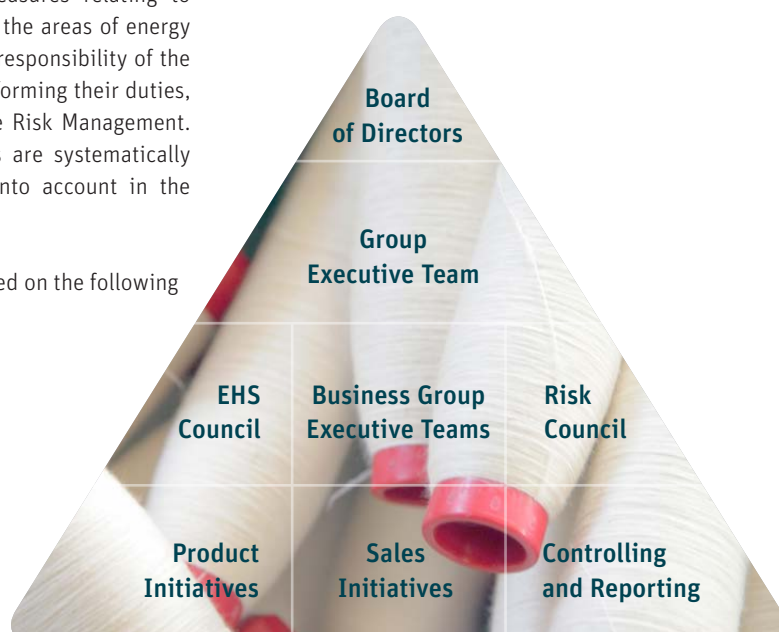 the areas of energy
responsibility of the
forming their duties,
Risk Management.
are systematically
into account in the
ed on the following
Board
of Directors
Group
Executive Team
EHS
Council
Business Group
Executive Teams
Risk
Council
Product
Initiatives
Sales
Initiatives
Controlling
and Reporting